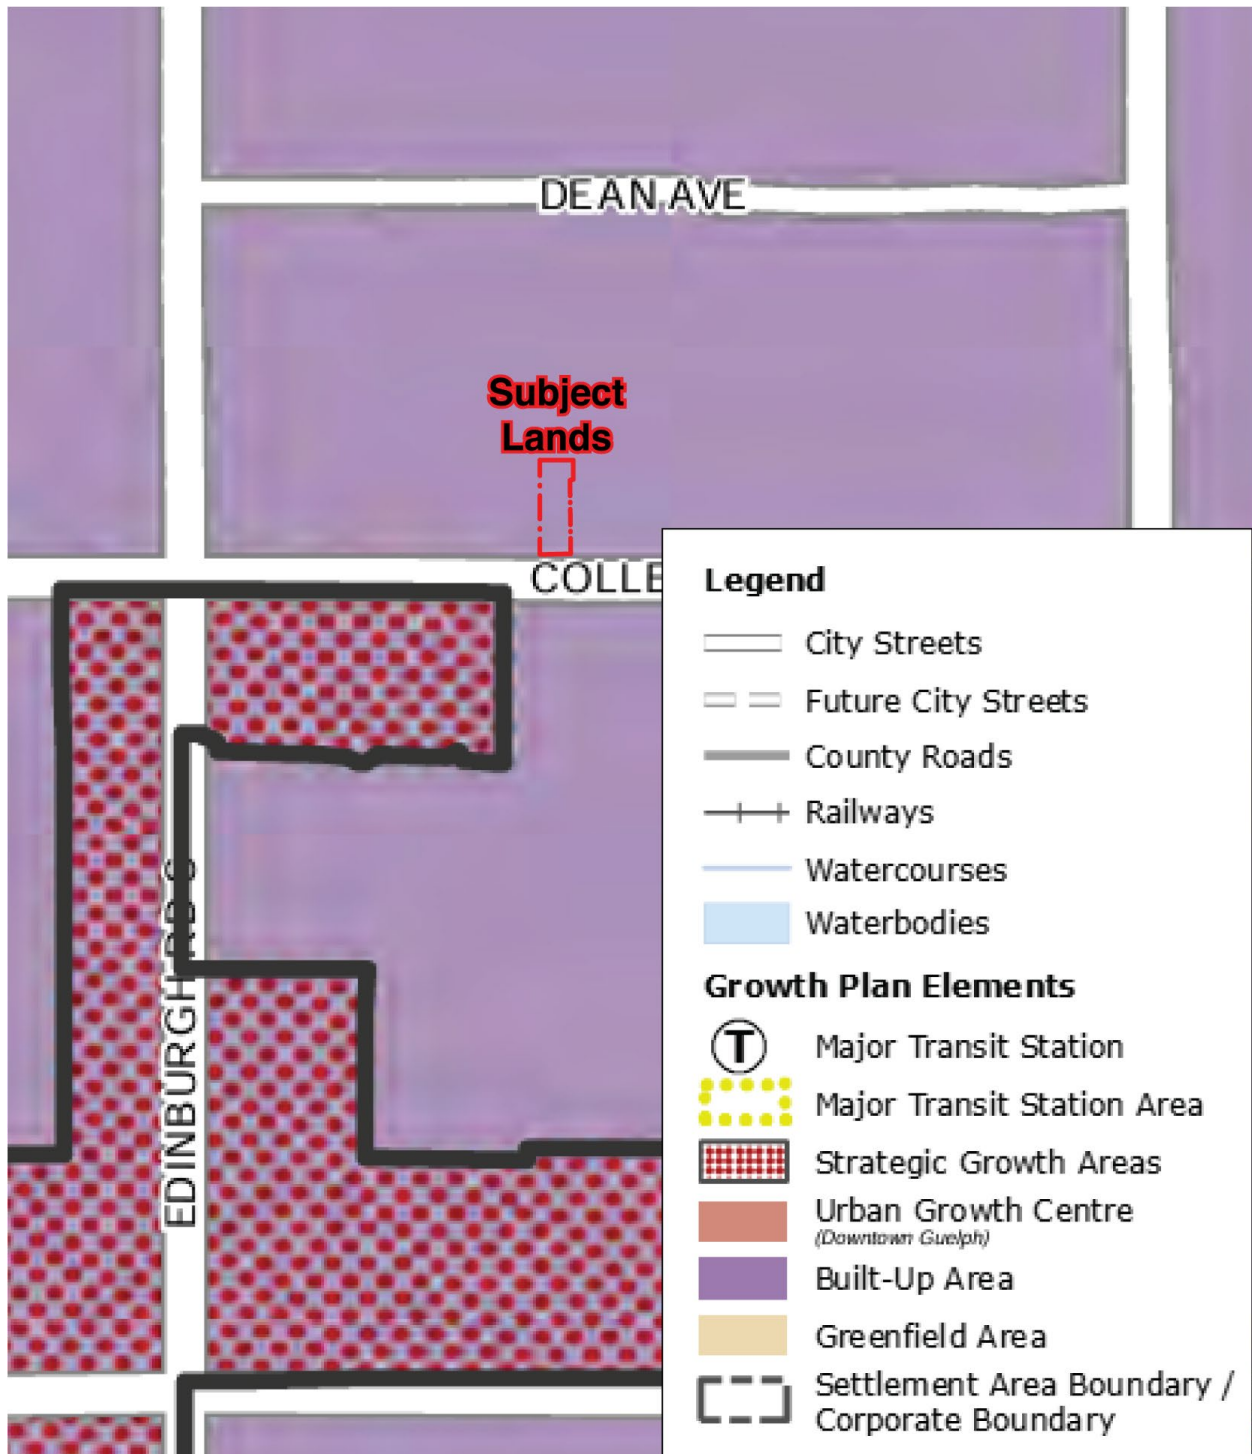 DEAN AVE
Subject
Lands
COLLE
EDINBURGH RD S
Legend
City Streets
Future City Streets
County Roads
Railways
Watercourses
Waterbodies
Growth Plan Elements
T
Major Transit Station
Major Transit Station Area
Strategic Growth Areas
Urban Growth Centre
(Downtown Guelph)
Built-Up Area
Greenfield Area
Settlement Area Boundary /
Corporate Boundary